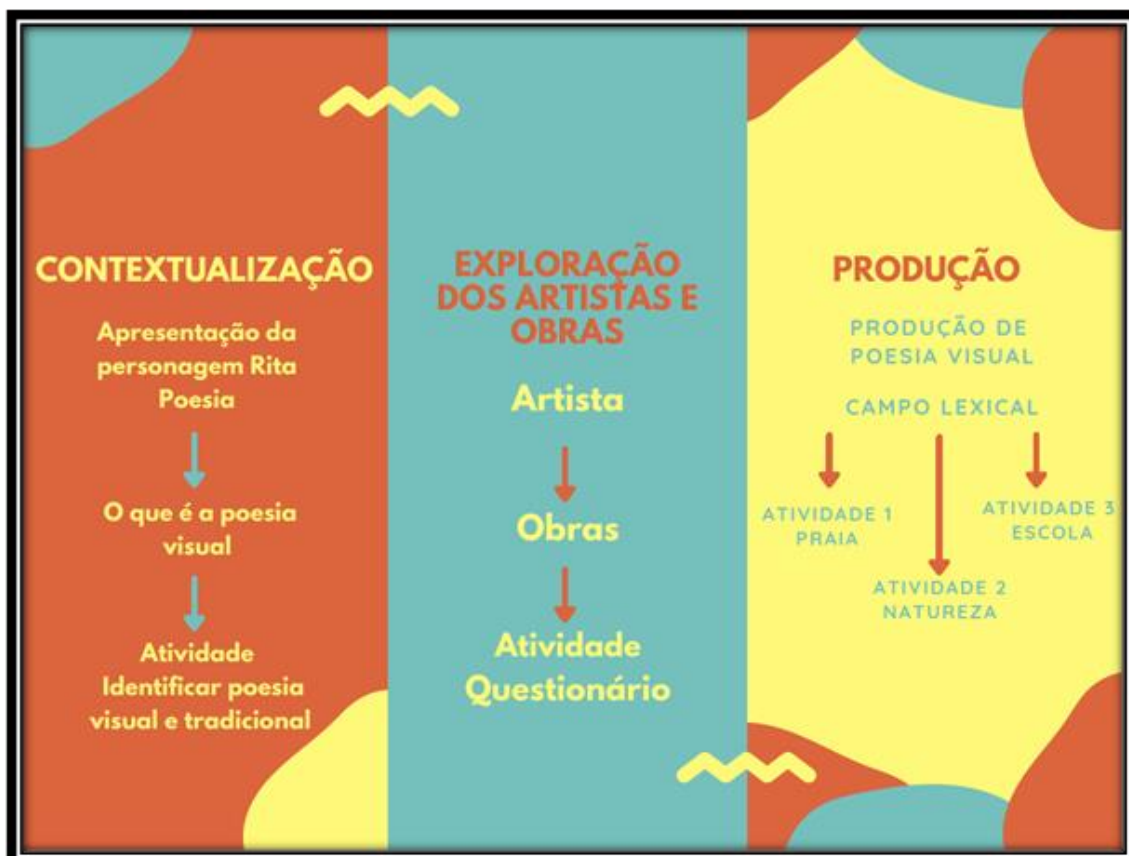 CONTEXTUALIZAÇÃO
Apresentação da
personagem Rita
Poesia
O que é a poesia
visual
Atividade
Identificar poesia
visual e tradicional
EXPLORAÇÃO
DOS ARTISTAS E
OBRAS
Artista
Obras
Atividade
Questionário
PRODUÇÃO
PRODUÇÃO DE
POESIA VISUAL
CAMPO LEXICAL
ATIVIDADE 1
PRAIA
ATIVIDADE 2
NATUREZA
ATIVIDADE 3
ESCOLA